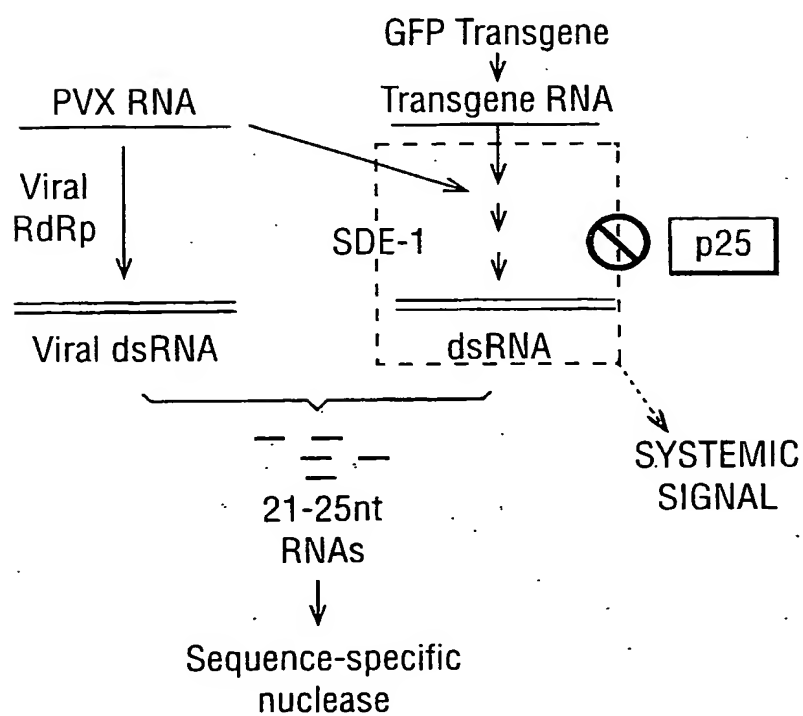 GFP Transgene
Transgene RNA
PVX RNA
Viral
RdRp
SDE-1
p25
Viral dsRNA
dsRNA
SYSTEMIC
SIGNAL
21-25nt
RNAs
Sequence-specific
nuclease